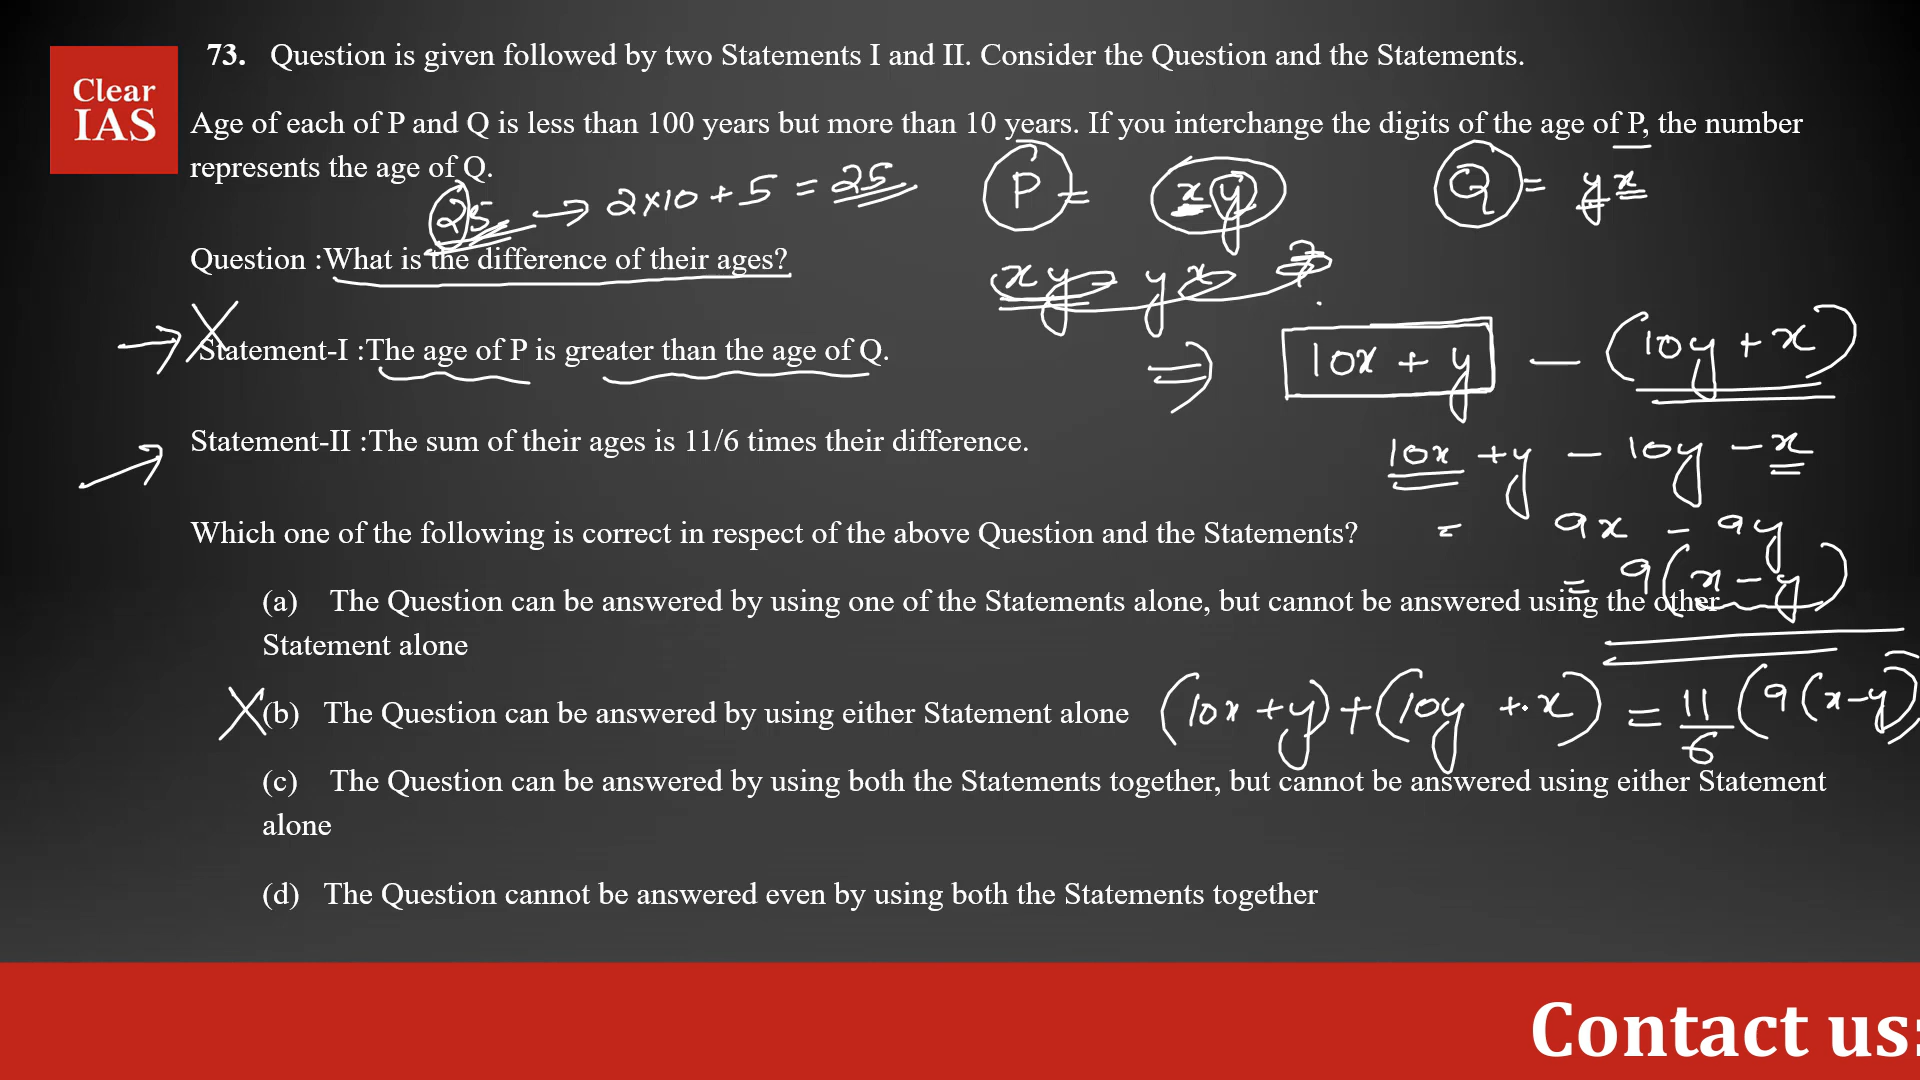 Clear
IAS
73. Question is given followed by two Statements I and II. Consider the Question and the Statements.
Age of each of P and Q is less than 100 years but more than 10 years. If you interchange the digits of the age of P, the number
represents the age of Q.
25 → 2×10 + 5 = 25
P = xy
Q = yx
Question :What is the difference of their ages?
xy yx
Statement-I :The age of P is greater than the age of Q.
⇒ 10x + y − (10y + x)
Statement-II :The sum of their ages is 11/6 times their difference.
10x + y − 10y − x
Which one of the following is correct in respect of the above Question and the Statements?
= 9x − 9y
= 9(x − y)
(a) The Question can be answered by using one of the Statements alone, but cannot be answered using the other
Statement alone
(b) The Question can be answered by using either Statement alone
(10x + y) + (10y + x) = 11/6 (9(x−y)
(c) The Question can be answered by using both the Statements together, but cannot be answered using either Statement
alone
(d) The Question cannot be answered even by using both the Statements together
Contact us: